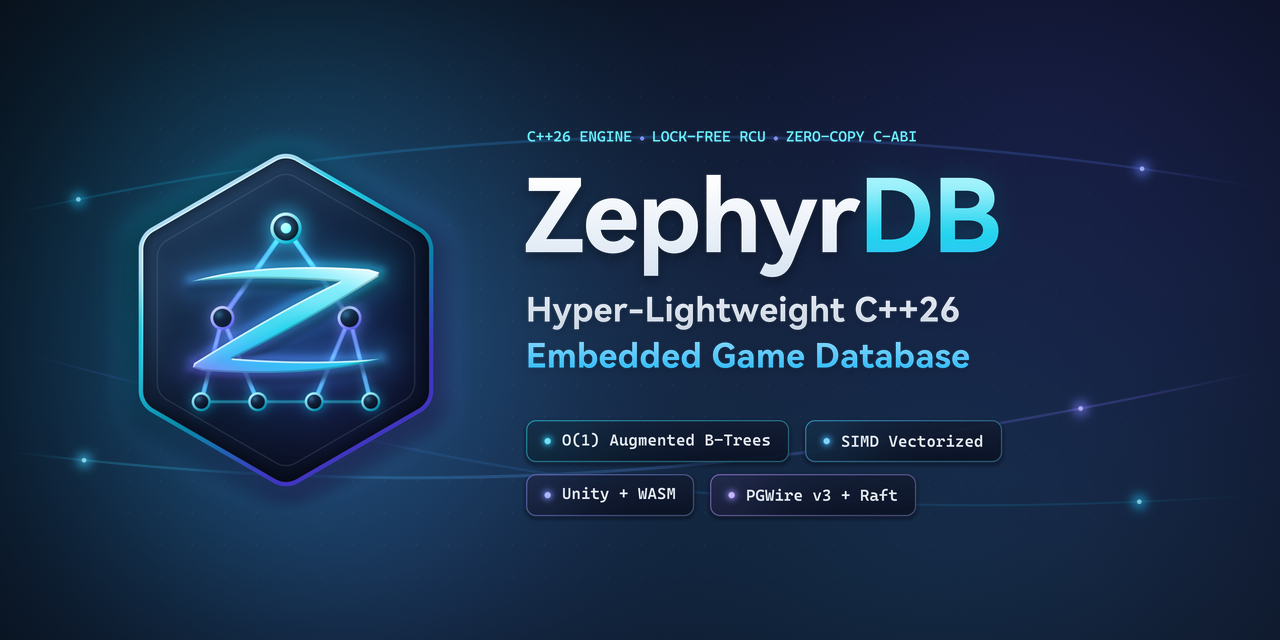 C++26 ENGINE • LOCK-FREE RCU • ZERO-COPY C-ABI
ZephyrDB
Hyper-Lightweight C++26
Embedded Game Database
O(1) Augmented B-Trees
SIMD Vectorized
Unity + WASM
PGWire v3 + Raft